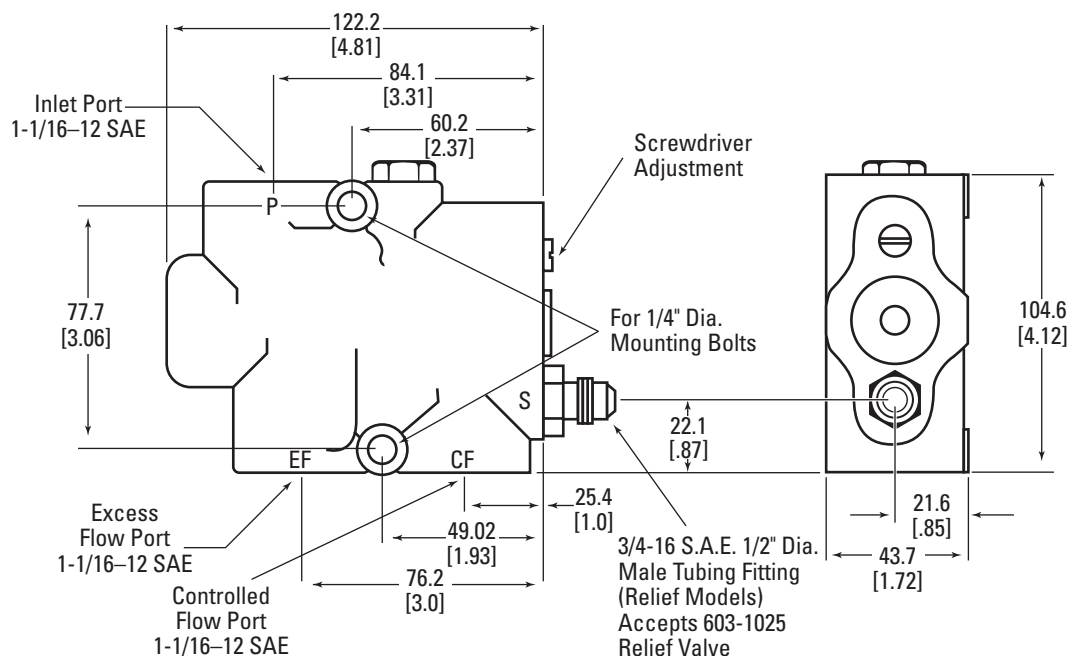 122.2
[4.81]
84.1
[3.31]
Inlet Port
1-1/16–12 SAE
60.2
[2.37]
Screwdriver
Adjustment
P
77.7
[3.06]
For 1/4" Dia.
Mounting Bolts
104.6
[4.12]
S
22.1
[.87]
EF
CF
25.4
[1.0]
21.6
[.85]
Excess
Flow Port
1-1/16–12 SAE
49.02
[1.93]
43.7
[1.72]
76.2
[3.0]
Controlled
Flow Port
1-1/16–12 SAE
3/4-16 S.A.E. 1/2" Dia.
Male Tubing Fitting
(Relief Models)
Accepts 603-1025
Relief Valve